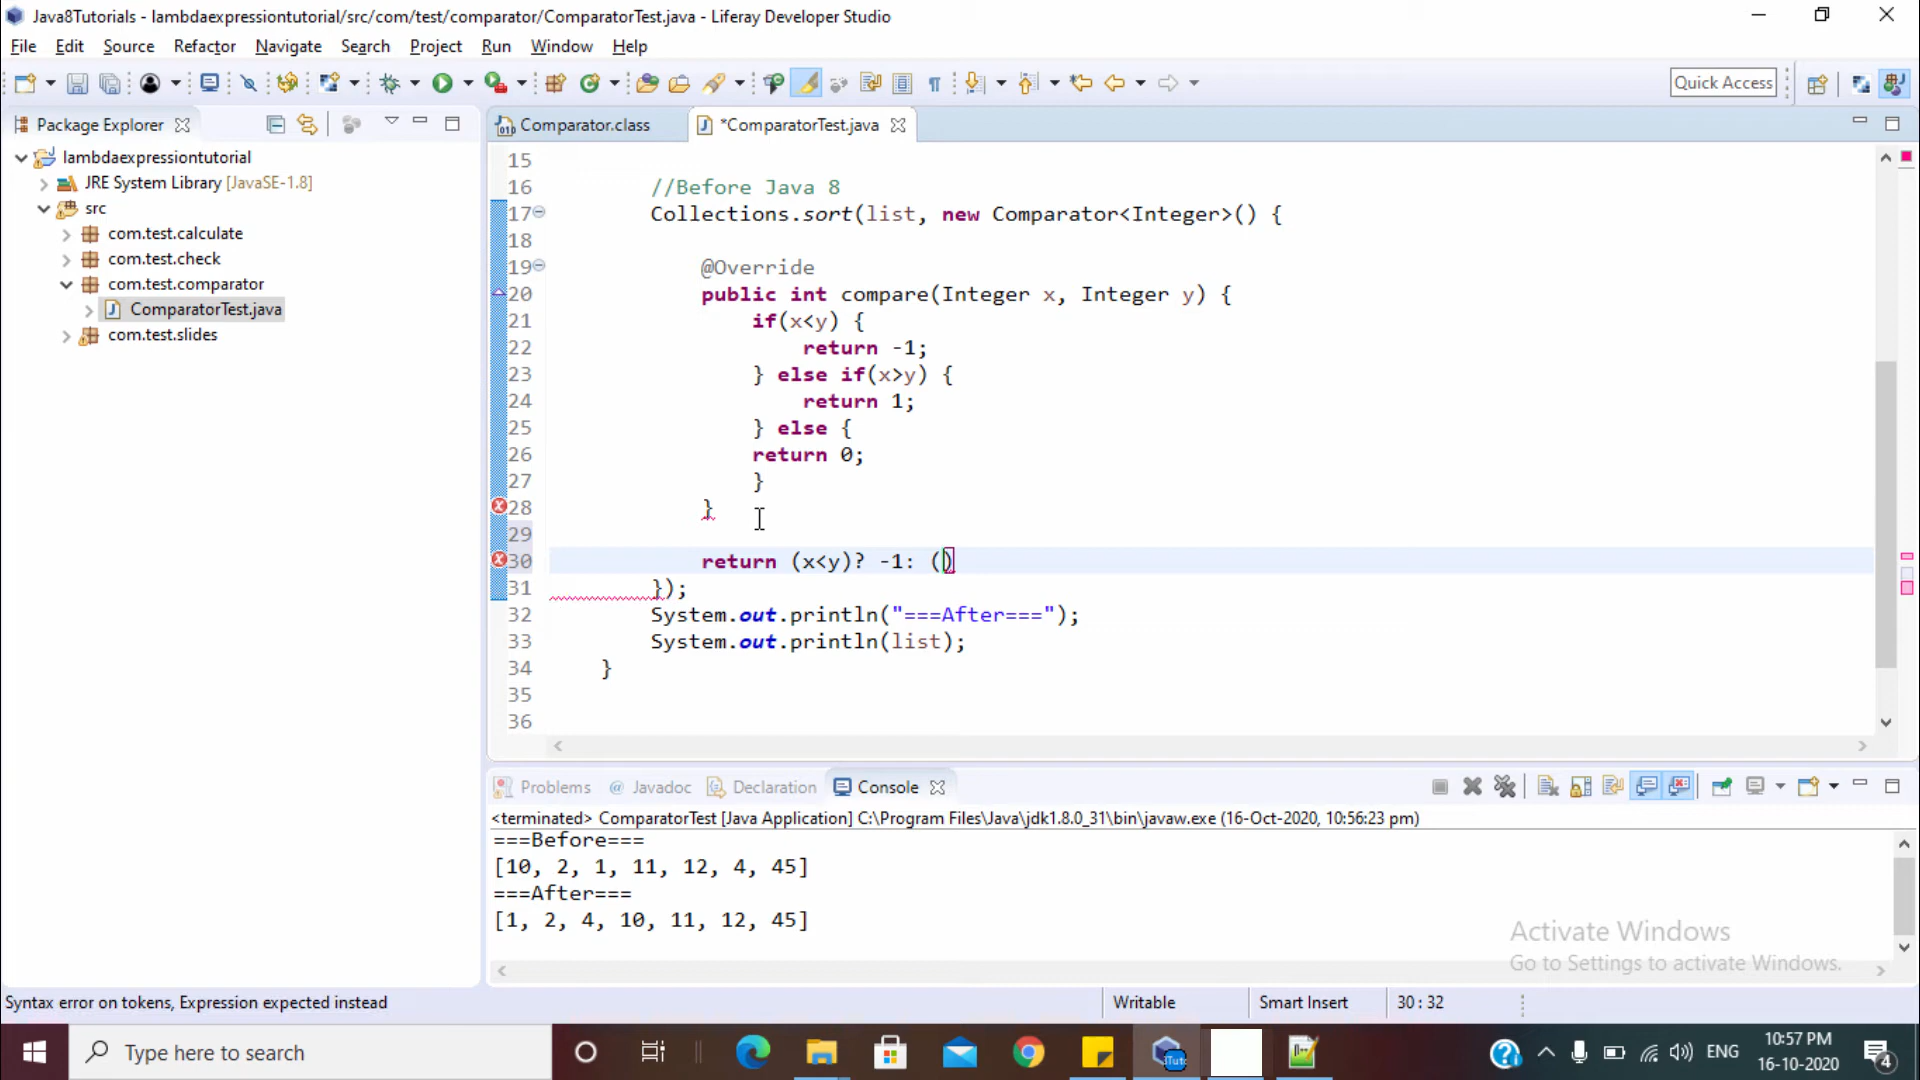 Java8Tutorials - lambdaexpressiontutorial/src/com/test/comparator/ComparatorTest.java - Liferay Developer Studio
File Edit Source Refactor Navigate Search Project Run Window Help
Quick Access
Package Explorer
lambdaexpressiontutorial
JRE System Library [JavaSE-1.8]
src
com.test.calculate
com.test.check
com.test.comparator
ComparatorTest.java
com.test.slides
Comparator.class *ComparatorTest.java
15
16 //Before Java 8
17 Collections.sort(list, new Comparator<Integer>() {
18
19 @Override
20 public int compare(Integer x, Integer y) {
21 if(x<y) {
22 return -1;
23 } else if(x>y) {
24 return 1;
25 } else {
26 return 0;
27 }
28 }
29
30 return (x<y)? -1: ()
31 });
32 System.out.println("===After===");
33 System.out.println(list);
34 }
35
36
Problems @ Javadoc Declaration Console
<terminated> ComparatorTest [Java Application] C:\Program Files\Java\jdk1.8.0_31\bin\javaw.exe (16-Oct-2020, 10:56:23 pm)
===Before===
[10, 2, 1, 11, 12, 4, 45]
===After===
[1, 2, 4, 10, 11, 12, 45]
Activate Windows
Go to Settings to activate Windows.
Syntax error on tokens, Expression expected instead Writable Smart Insert 30 : 32
Type here to search ENG 10:57 PM
16-10-2020
4